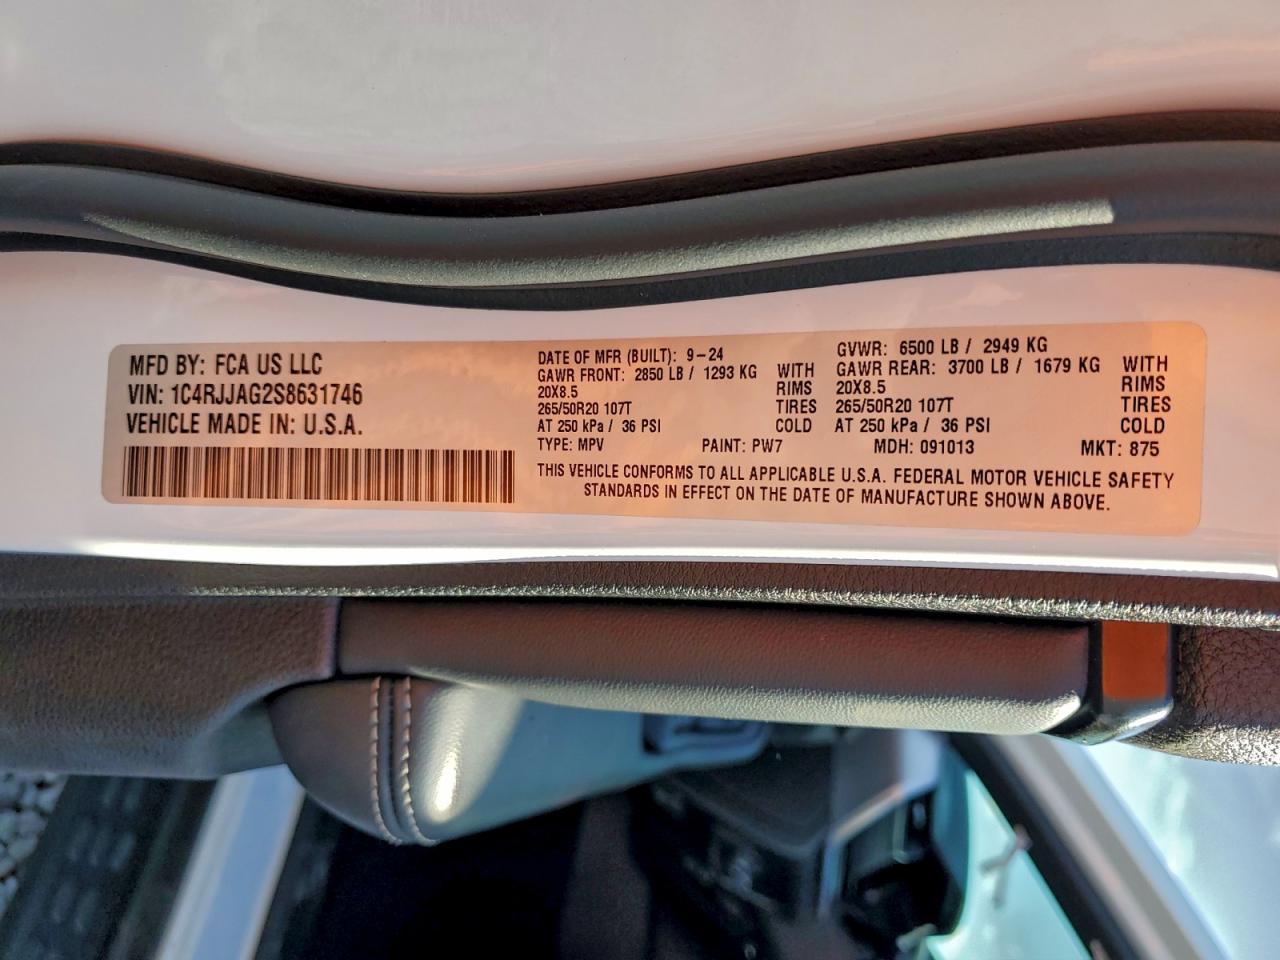 MFD BY: FCA US LLC
VIN: 1C4RJJAG2S8631746
VEHICLE MADE IN: U.S.A.
DATE OF MFR (BUILT): 9-24
GAWR FRONT: 2850 LB / 1293 KG WITH
20X8.5 RIMS
265/50R20 107T TIRES
AT 250 kPa / 36 PSI COLD
GVWR: 6500 LB / 2949 KG
GAWR REAR: 3700 LB / 1679 KG WITH
20X8.5 RIMS
265/50R20 107T TIRES
AT 250 kPa / 36 PSI COLD
TYPE: MPV PAINT: PW7 MDH: 091013 MKT: 875
THIS VEHICLE CONFORMS TO ALL APPLICABLE U.S.A. FEDERAL MOTOR VEHICLE SAFETY
STANDARDS IN EFFECT ON THE DATE OF MANUFACTURE SHOWN ABOVE.